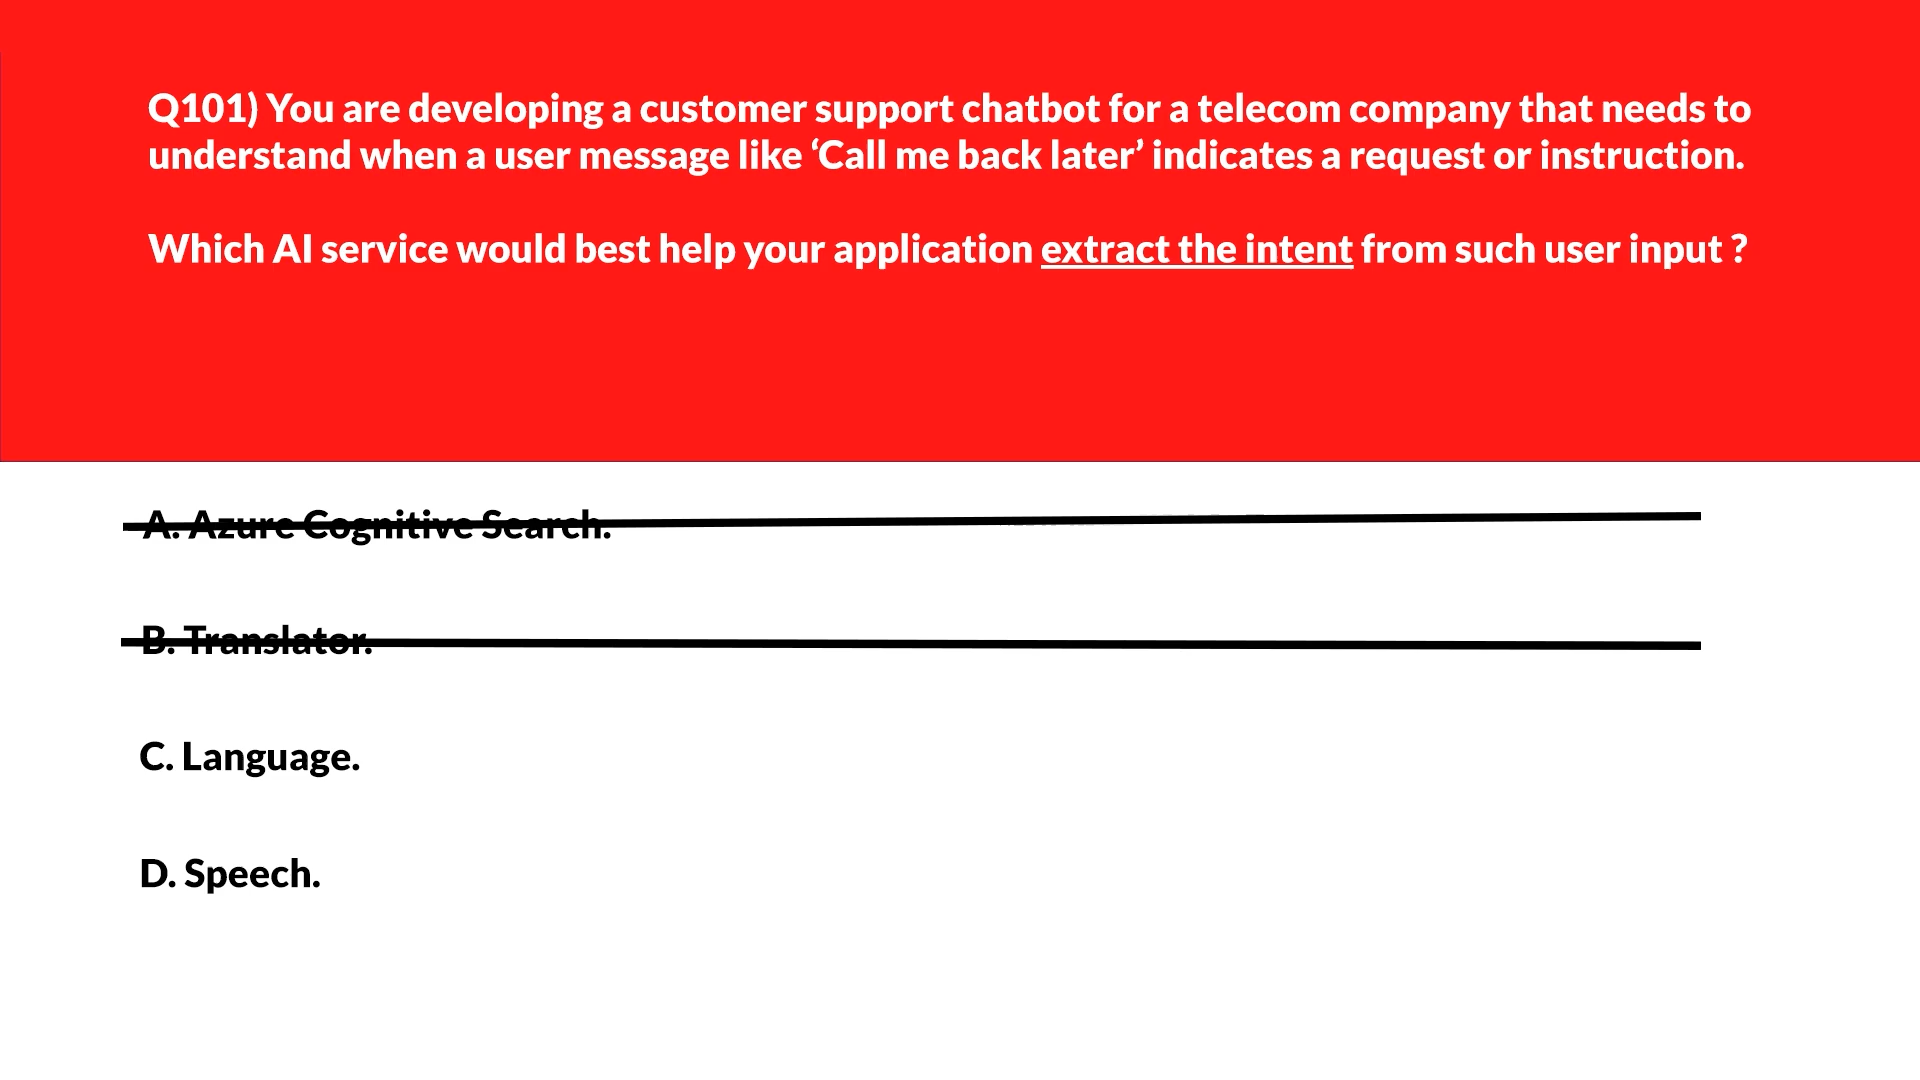 Q101) You are developing a customer support chatbot for a telecom company that needs to
understand when a user message like ‘Call me back later’ indicates a request or instruction.
Which AI service would best help your application extract the intent from such user input ?
A. Azure Cognitive Search.
B. Translator.
C. Language.
D. Speech.